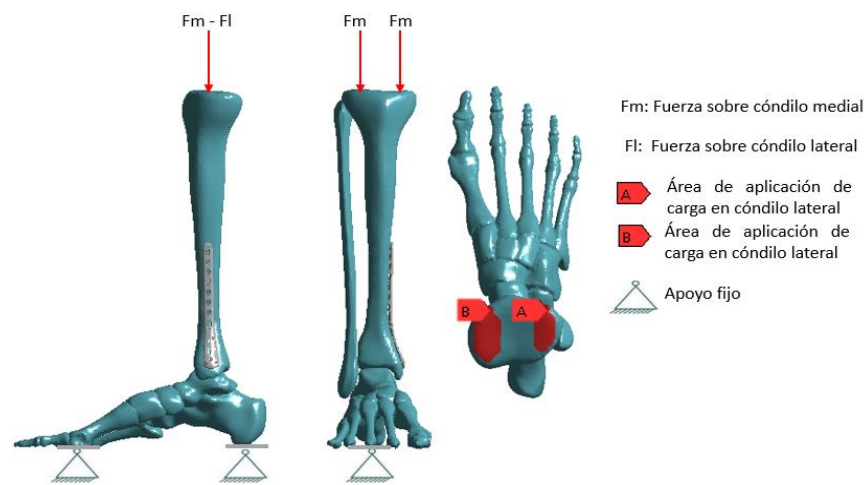 Fm - Fl
Fm Fm
Fm: Fuerza sobre cóndilo medial
Fl: Fuerza sobre cóndilo lateral
A Área de aplicación de
carga en cóndilo lateral
B Área de aplicación de
carga en cóndilo lateral
Apoyo fijo
B A